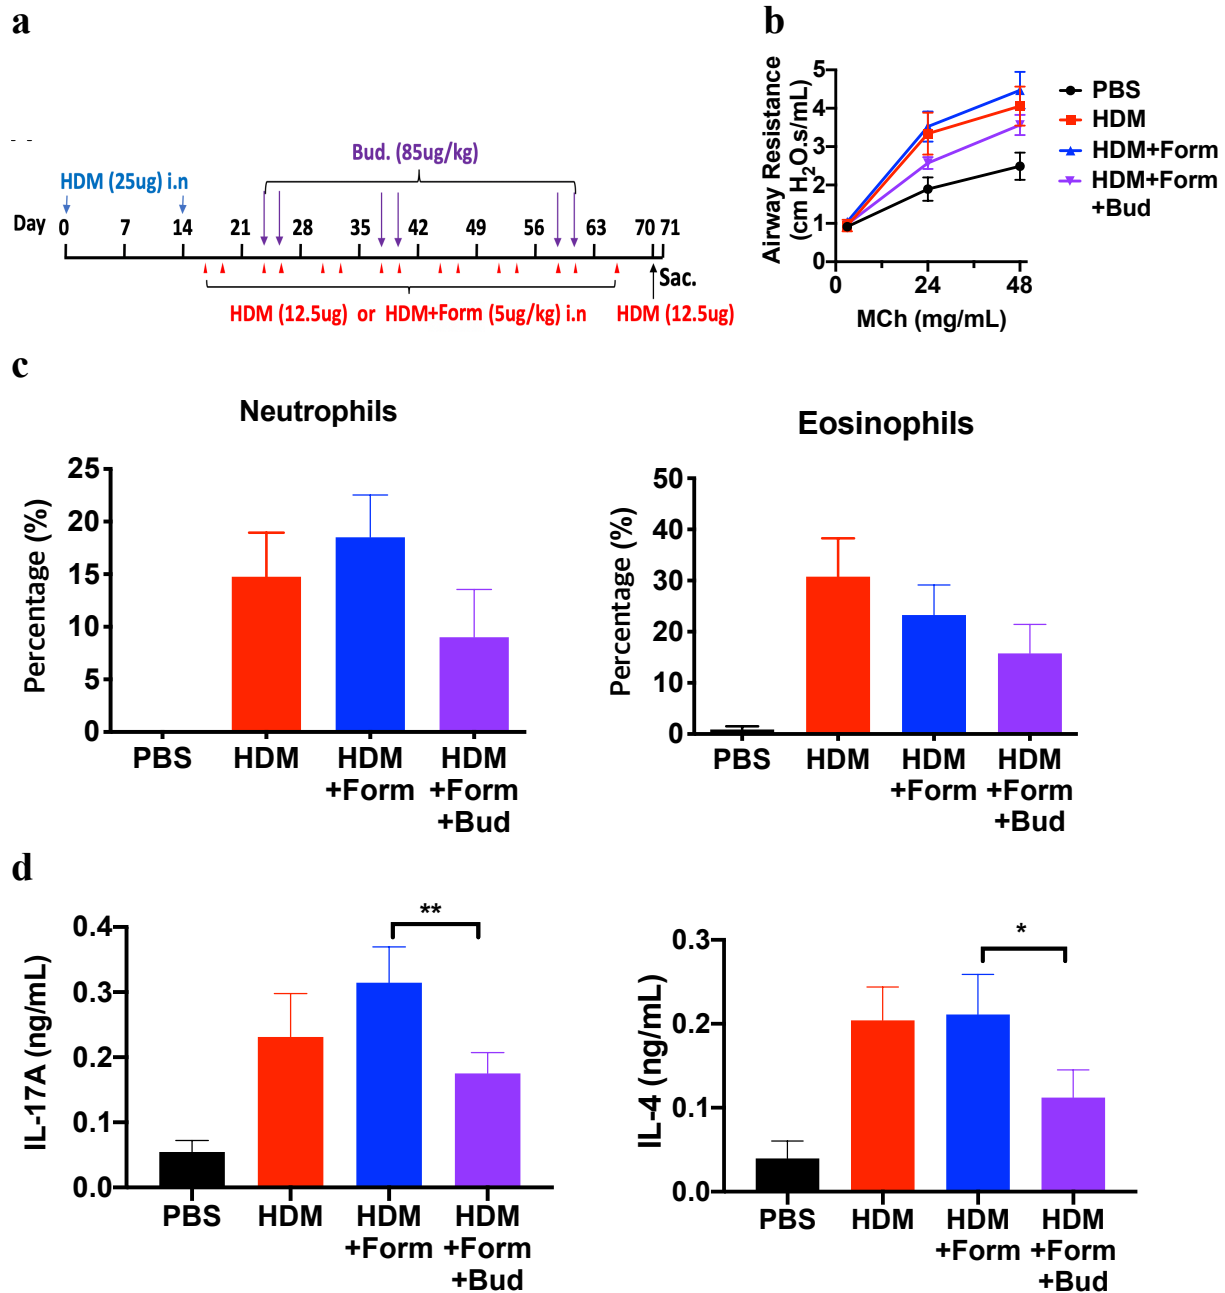 a
Bud. (85ug/kg)
HDM (25ug) i.n
Day 0 7 14 21 28 35 42 49 56 63 70 71
Sac.
HDM (12.5ug) or HDM+Form (5ug/kg) i.n HDM (12.5ug)
b
Airway Resistance
(cm H2O.s/mL)
5
4
3
2
1
0
0 24 48
MCh (mg/mL)
PBS
HDM
HDM+Form
HDM+Form
+Bud
c
Neutrophils
Percentage (%)
25
20
15
10
5
0
PBS HDM HDM HDM
+Form +Form
+Bud
Eosinophils
Percentage (%)
50
40
30
20
10
0
PBS HDM HDM HDM
+Form +Form
+Bud
d
IL-17A (ng/mL)
0.4
0.3
0.2
0.1
0.0
**
PBS HDM HDM HDM
+Form +Form
+Bud
IL-4 (ng/mL)
0.3
0.2
0.1
0.0
*
PBS HDM HDM HDM
+Form +Form
+Bud